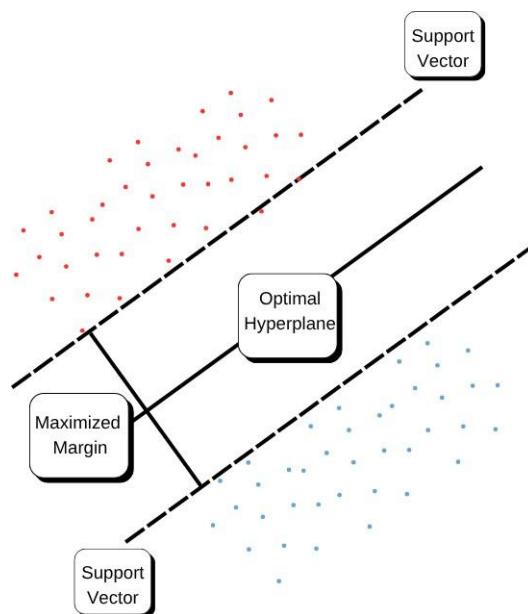 Support
Vector
Optimal
Hyperplane
Maximized
Margin
Support
Vector